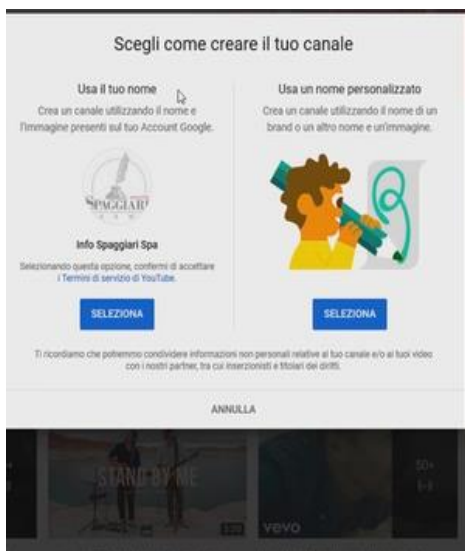 Scegli come creare il tuo canale
Usa il tuo nome
Crea un canale utilizzando il nome e
l'immagine presenti sul tuo Account Google.
SPAGGIARI
Info Spaggiari Spa
Selezionando questa opzione, confermi di accettare
i Termini di servizio di YouTube.
SELEZIONA
Usa un nome personalizzato
Crea un canale utilizzando il nome di un
brand o un altro nome e un'immagine.
SELEZIONA
Ti ricordiamo che potremmo condividere informazioni non personali relative al tuo canale e/o ai tuoi video
con i nostri partner, tra cui inserzionisti e titolari dei diritti.
ANNULLA
STAND BY ME
vevo
50+